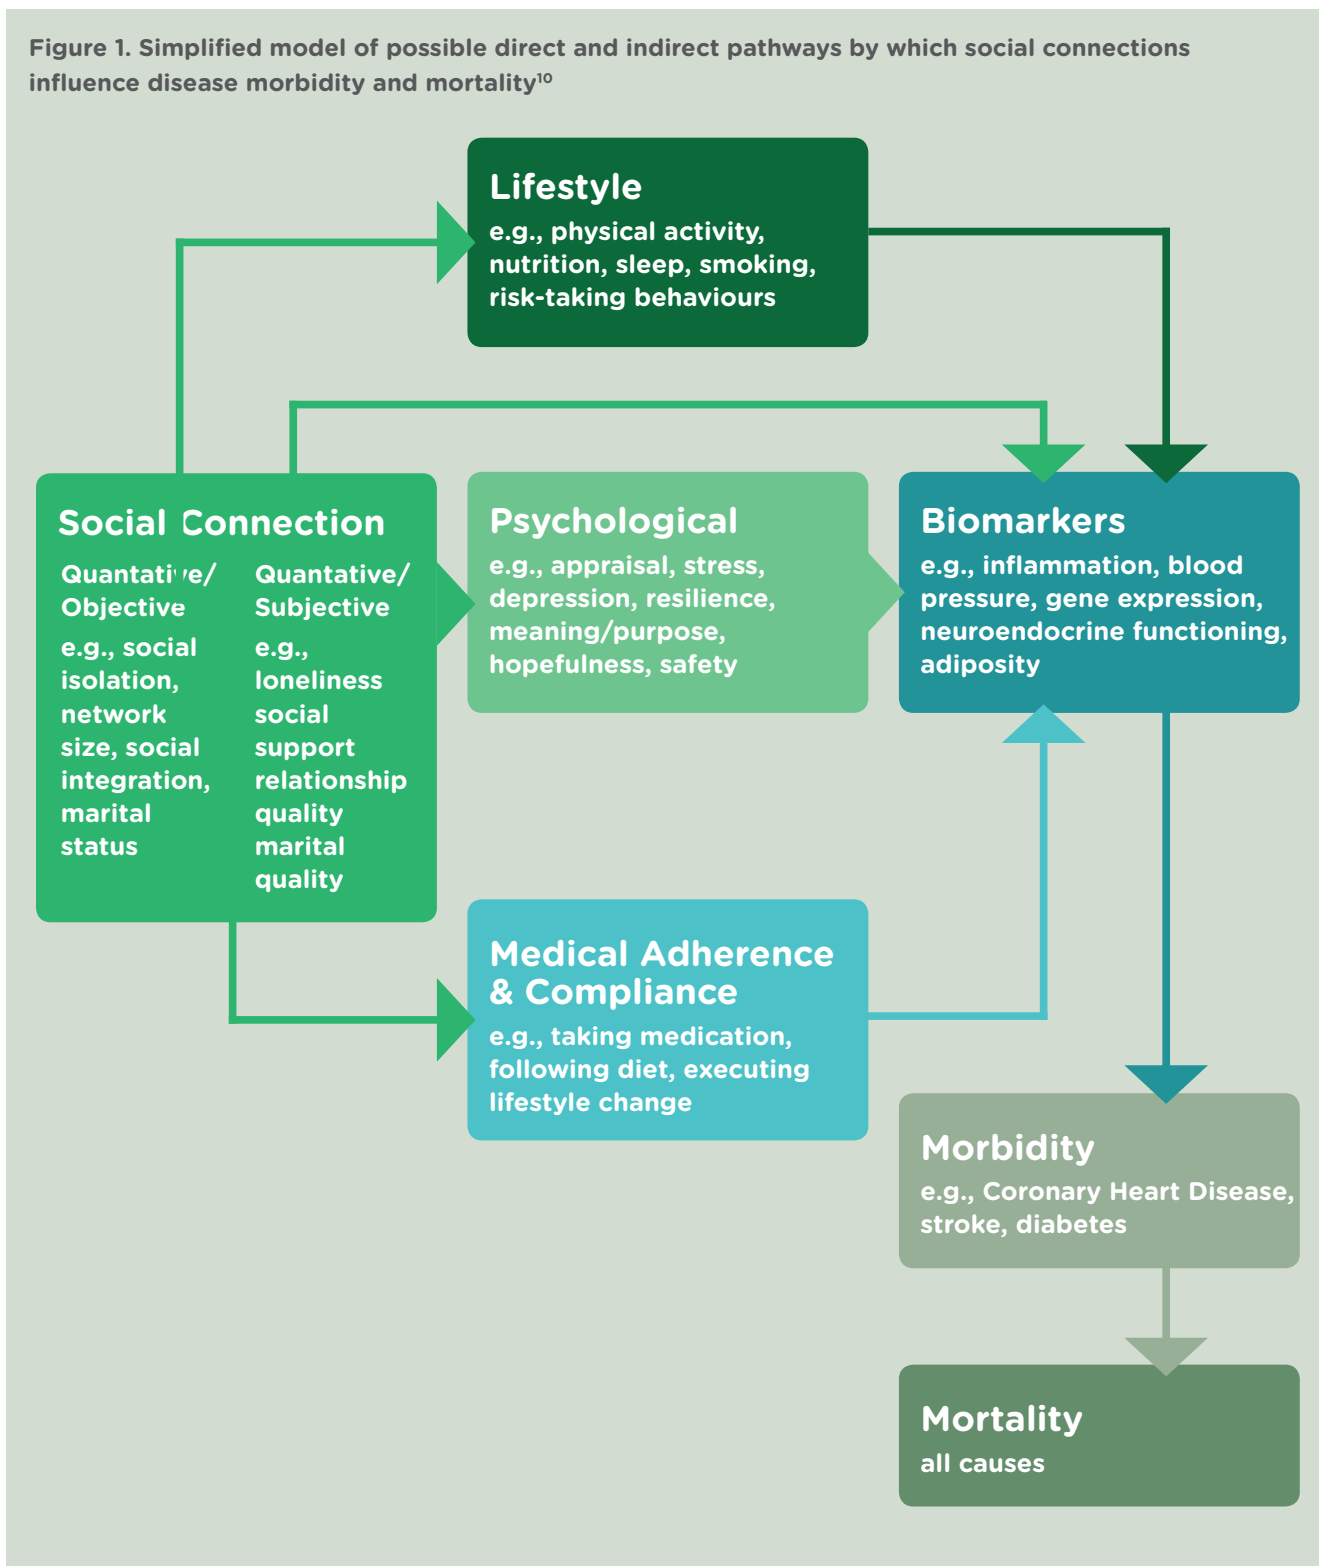 Figure 1. Simplified model of possible direct and indirect pathways by which social connections
influence disease morbidity and mortality¹⁰
Lifestyle
e.g., physical activity,
nutrition, sleep, smoking,
risk-taking behaviours
Social Connection
Quantative/
Objective
e.g., social
isolation,
network
size, social
integration,
marital
status
Quantative/
Subjective
e.g.,
loneliness
social
support
relationship
quality
marital
quality
Psychological
e.g., appraisal, stress,
depression, resilience,
meaning/purpose,
hopefulness, safety
Biomarkers
e.g., inflammation, blood
pressure, gene expression,
neuroendocrine functioning,
adiposity
Medical Adherence
& Compliance
e.g., taking medication,
following diet, executing
lifestyle change
Morbidity
e.g., Coronary Heart Disease,
stroke, diabetes
Mortality
all causes